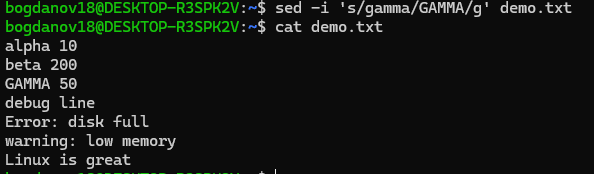 bogdanov18@DESKTOP-R3SPK2V:~$ sed -i 's/gamma/GAMMA/g' demo.txt
bogdanov18@DESKTOP-R3SPK2V:~$ cat demo.txt
alpha 10
beta 200
GAMMA 50
debug line
Error: disk full
warning: low memory
Linux is great